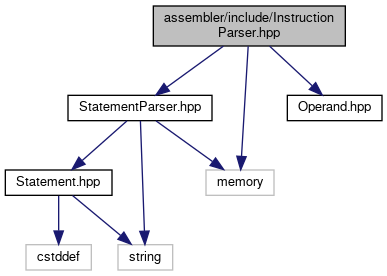 assembler/include/Instruction
Parser.hpp
StatementParser.hpp
Operand.hpp
Statement.hpp
memory
cstddef
string